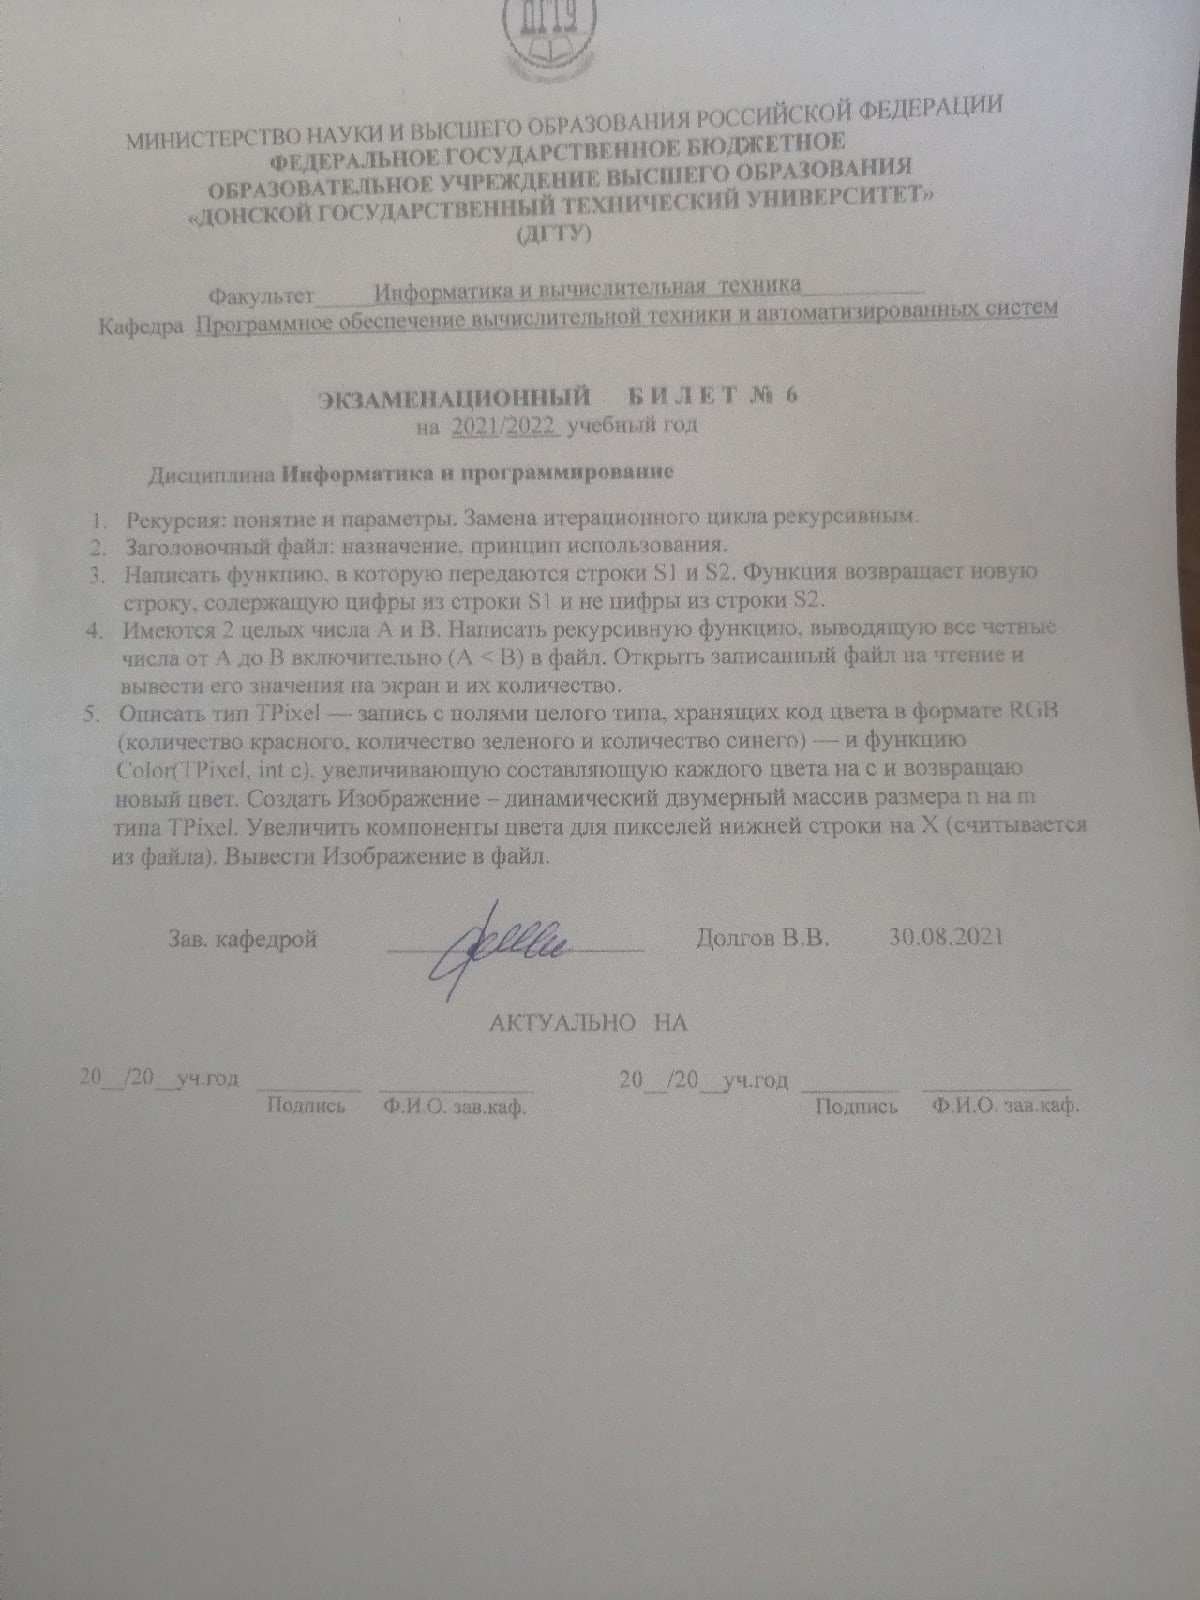 ДГТУ
МИНИСТЕРСТВО НАУКИ И ВЫСШЕГО ОБРАЗОВАНИЯ РОССИЙСКОЙ ФЕДЕРАЦИИ
ФЕДЕРАЛЬНОЕ ГОСУДАРСТВЕННОЕ БЮДЖЕТНОЕ
ОБРАЗОВАТЕЛЬНОЕ УЧРЕЖДЕНИЕ ВЫСШЕГО ОБРАЗОВАНИЯ
«ДОНСКОЙ ГОСУДАРСТВЕННЫЙ ТЕХНИЧЕСКИЙ УНИВЕРСИТЕТ»
(ДГТУ)
Факультет Информатика и вычислительная техника
Кафедра Программное обеспечение вычислительной техники и автоматизированных систем
ЭКЗАМЕНАЦИОННЫЙ Б И Л Е Т № 6
на 2021/2022 учебный год
Дисциплина Информатика и программирование
1. Рекурсия: понятие и параметры. Замена итерационного цикла рекурсивным.
2. Заголовочный файл: назначение, принцип использования.
3. Написать функцию, в которую передаются строки S1 и S2. Функция возвращает новую
строку, содержащую цифры из строки S1 и не цифры из строки S2.
4. Имеются 2 целых числа A и B. Написать рекурсивную функцию, выводящую все четные
числа от A до B включительно (A < B) в файл. Открыть записанный файл на чтение и
вывести его значения на экран и их количество.
5. Описать тип TPixel — запись с полями целого типа, хранящих код цвета в формате RGB
(количество красного, количество зеленого и количество синего) — и функцию
Color(TPixel, int c), увеличивающую составляющую каждого цвета на c и возвращаю
новый цвет. Создать Изображение – динамический двумерный массив размера n на m
типа TPixel. Увеличить компоненты цвета для пикселей нижней строки на X (считывается
из файла). Вывести Изображение в файл.
Зав. кафедрой Долгов В.В. 30.08.2021
АКТУАЛЬНО НА
20__/20__уч.год 20__/20__уч.год
Подпись Ф.И.О. зав.каф. Подпись Ф.И.О. зав.каф.